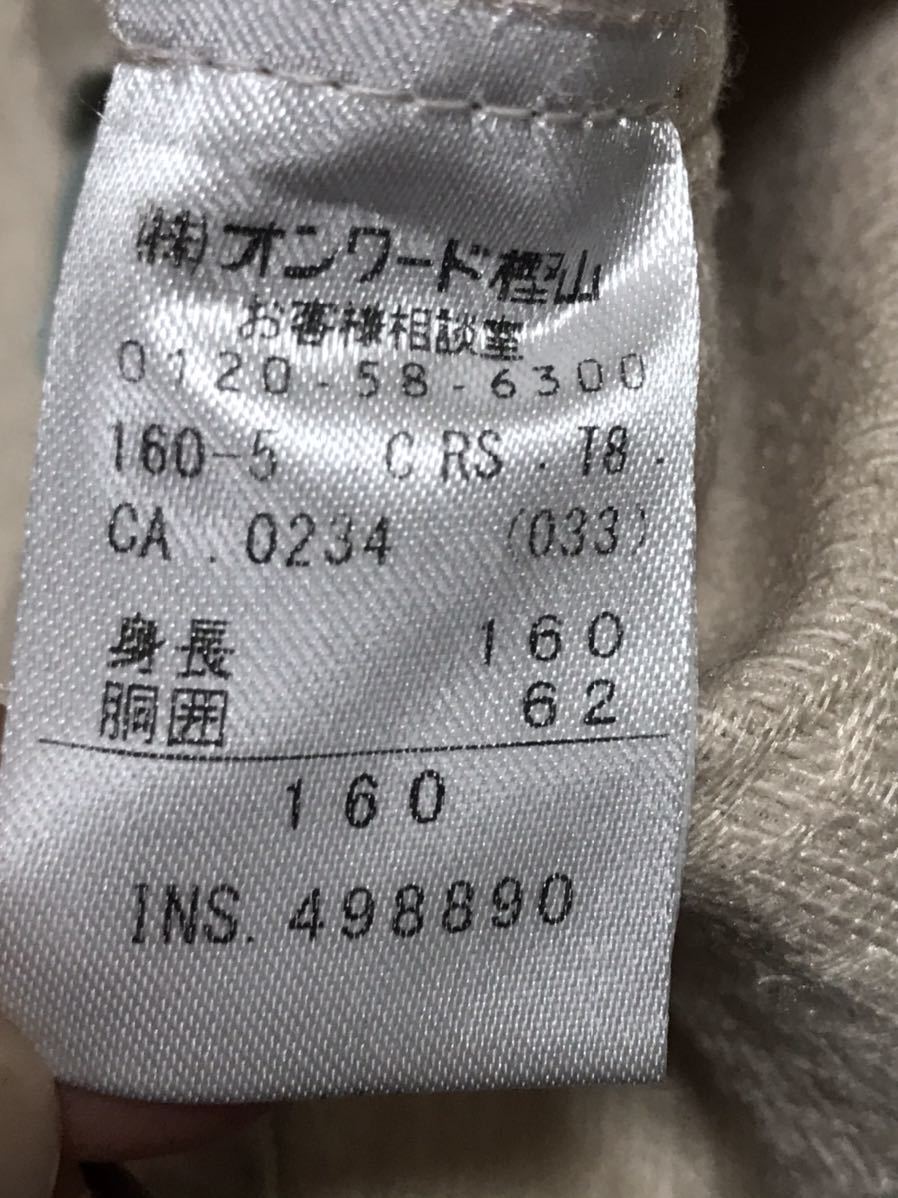 (株)オンワード樫山
お客様相談室
0120-58-6300
160-5 C RS . T8 .
CA . 0234 (033)
身長 160
胴囲 62
160
INS. 498890